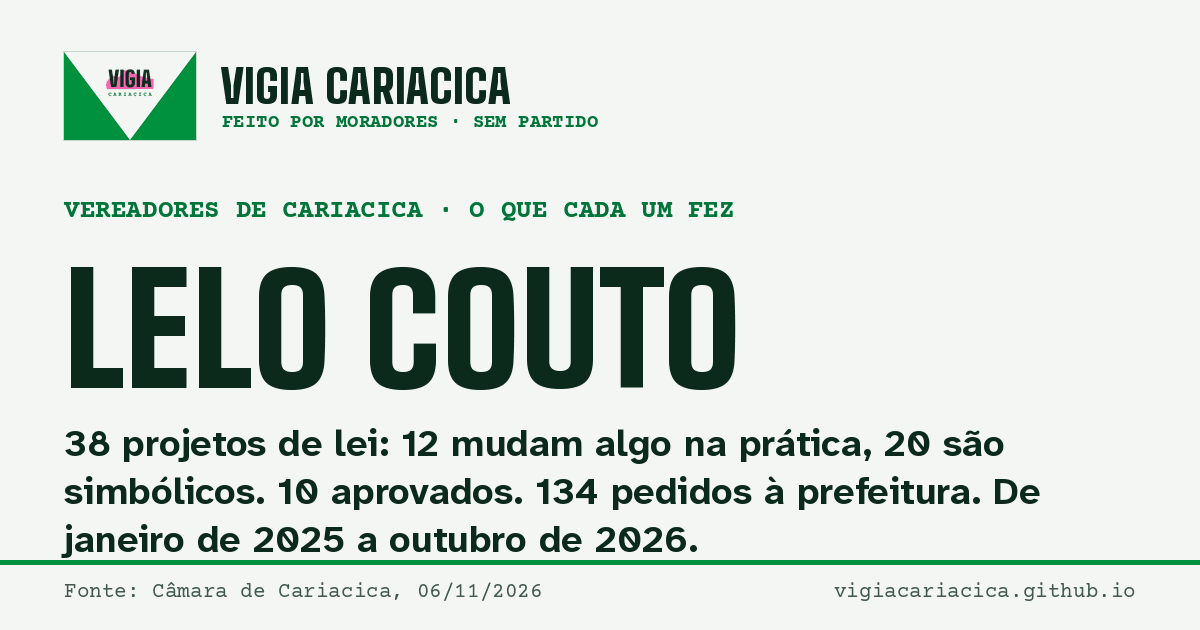 VIGIA
CARIACICA
VIGIA CARIACICA
FEITO POR MORADORES · SEM PARTIDO
VEREADORES DE CARIACICA · O QUE CADA UM FEZ
LELO COUTO
38 projetos de lei: 12 mudam algo na prática, 20 são
simbólicos. 10 aprovados. 134 pedidos à prefeitura. De
janeiro de 2025 a outubro de 2026.
Fonte: Câmara de Cariacica, 06/11/2026
vigiacariacica.github.io